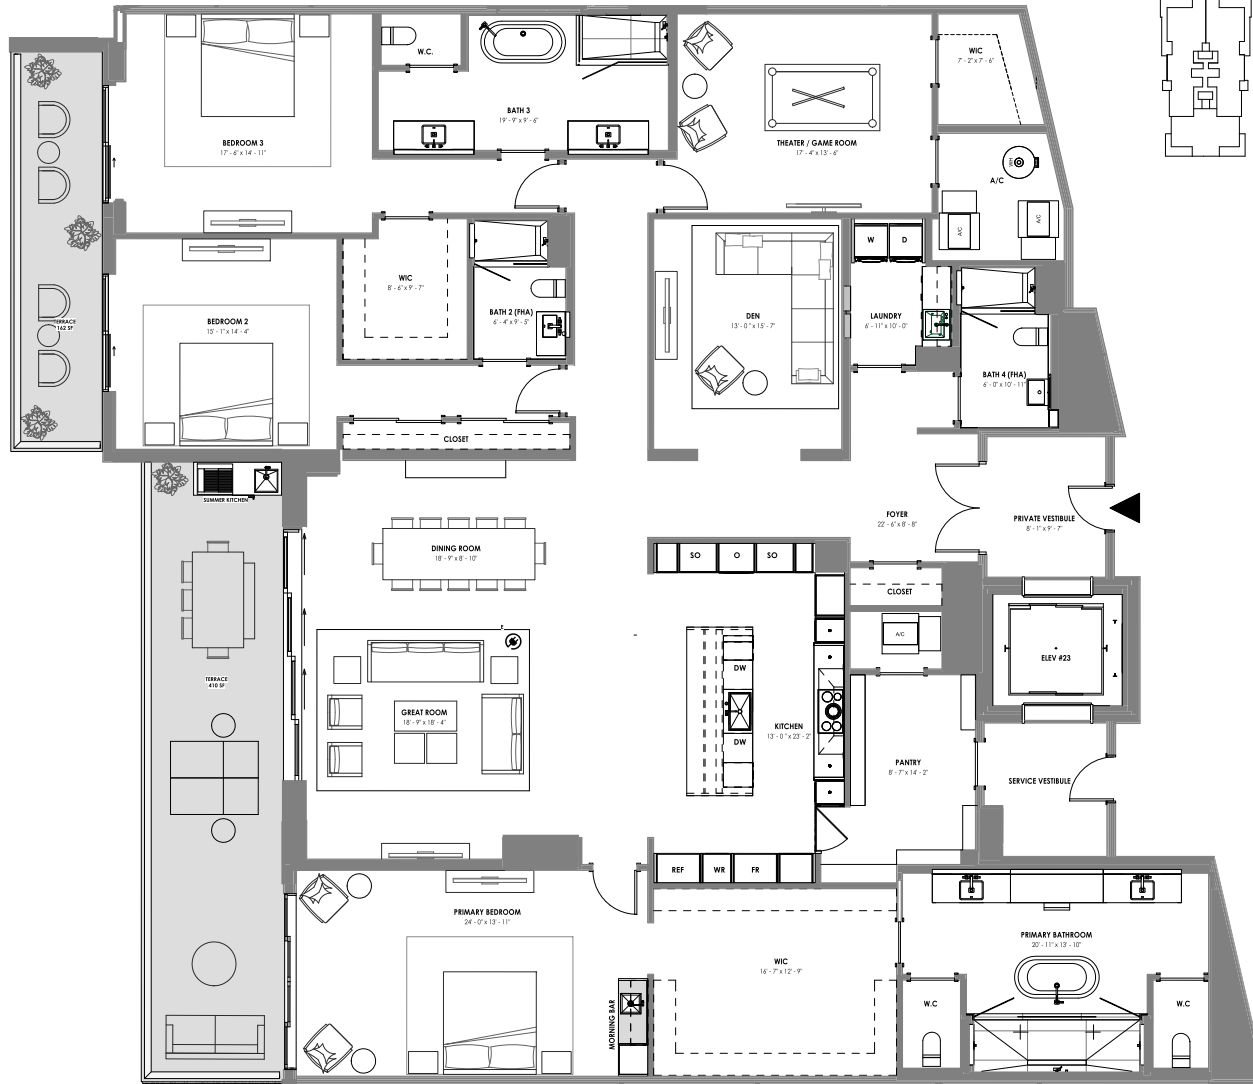 W.C.
WIC
7' - 2" x 7' - 6"
BATH 3
19' - 9" x 9' - 6"
BEDROOM 3
17' - 6" x 14' - 11"
THEATER / GAME ROOM
17' - 4" x 13' - 6"
WH
A/C
A/C
A/C
W
D
WIC
8' - 6" x 9' - 7"
BATH 2 (FHA)
6' - 4" x 9' - 5"
BEDROOM 2
15' - 1" x 14' - 4"
TERRACE
162 SF
DEN
13' - 0" x 15' - 7"
LAUNDRY
6' - 11" x 10' - 0"
BATH 4 (FHA)
6' - 0" x 10' - 11"
CLOSET
SUMMER KITCHEN
FOYER
22' - 6" x 8' - 8"
PRIVATE VESTIBULE
8' - 1" x 9' - 7"
DINING ROOM
18' - 9" x 8' - 10"
SO
O
SO
CLOSET
A/C
ELEV #23
TERRACE
410 SF
DW
GREAT ROOM
18' - 9" x 18' - 4"
KITCHEN
13' - 0" x 23' - 2"
DW
PANTRY
8' - 7" x 14' - 2"
SERVICE VESTIBULE
REF
WR
FR
PRIMARY BEDROOM
24' - 0" x 13' - 11"
PRIMARY BATHROOM
20' - 11" x 13' - 10"
WIC
16' - 7" x 12' - 9"
MORNING BAR
W.C
W.C